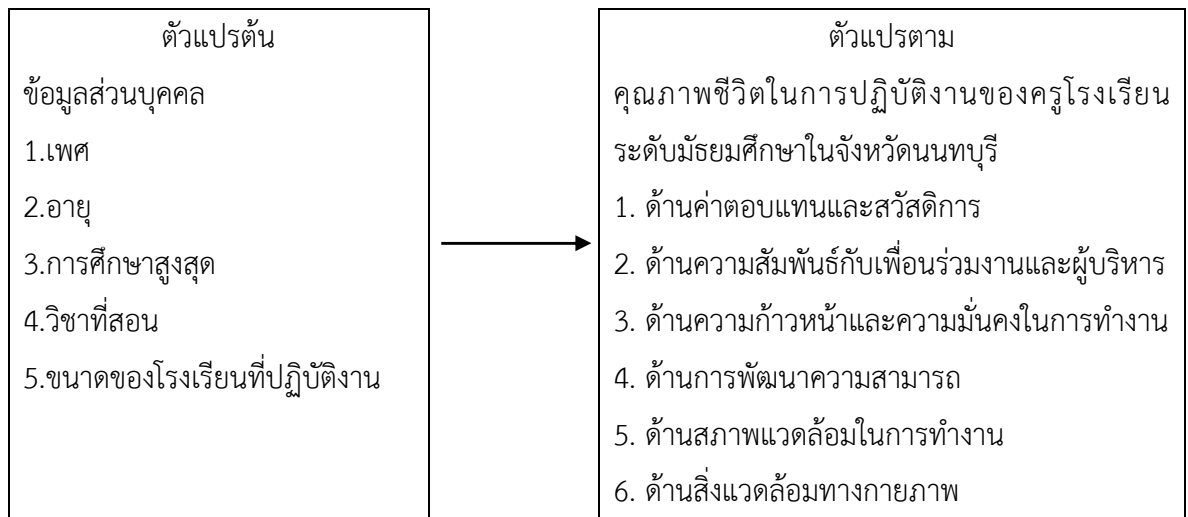 ตัวแปรต้น
ข้อมูลส่วนบุคคล
1.เพศ
2.อายุ
3.การศึกษาสูงสุด
4.วิชาที่สอน
5.ขนาดของโรงเรียนที่ปฏิบัติงาน
ตัวแปรตาม
คุณภาพชีวิตในการปฏิบัติงานของครูโรงเรียน
ระดับมัธยมศึกษาในจังหวัดนนทบุรี
1. ด้านค่าตอบแทนและสวัสดิการ
2. ด้านความสัมพันธ์กับเพื่อนร่วมงานและผู้บริหาร
3. ด้านความก้าวหน้าและความมั่นคงในการทำงาน
4. ด้านการพัฒนาความสามารถ
5. ด้านสภาพแวดล้อมในการทำงาน
6. ด้านสิ่งแวดล้อมทางกายภาพ